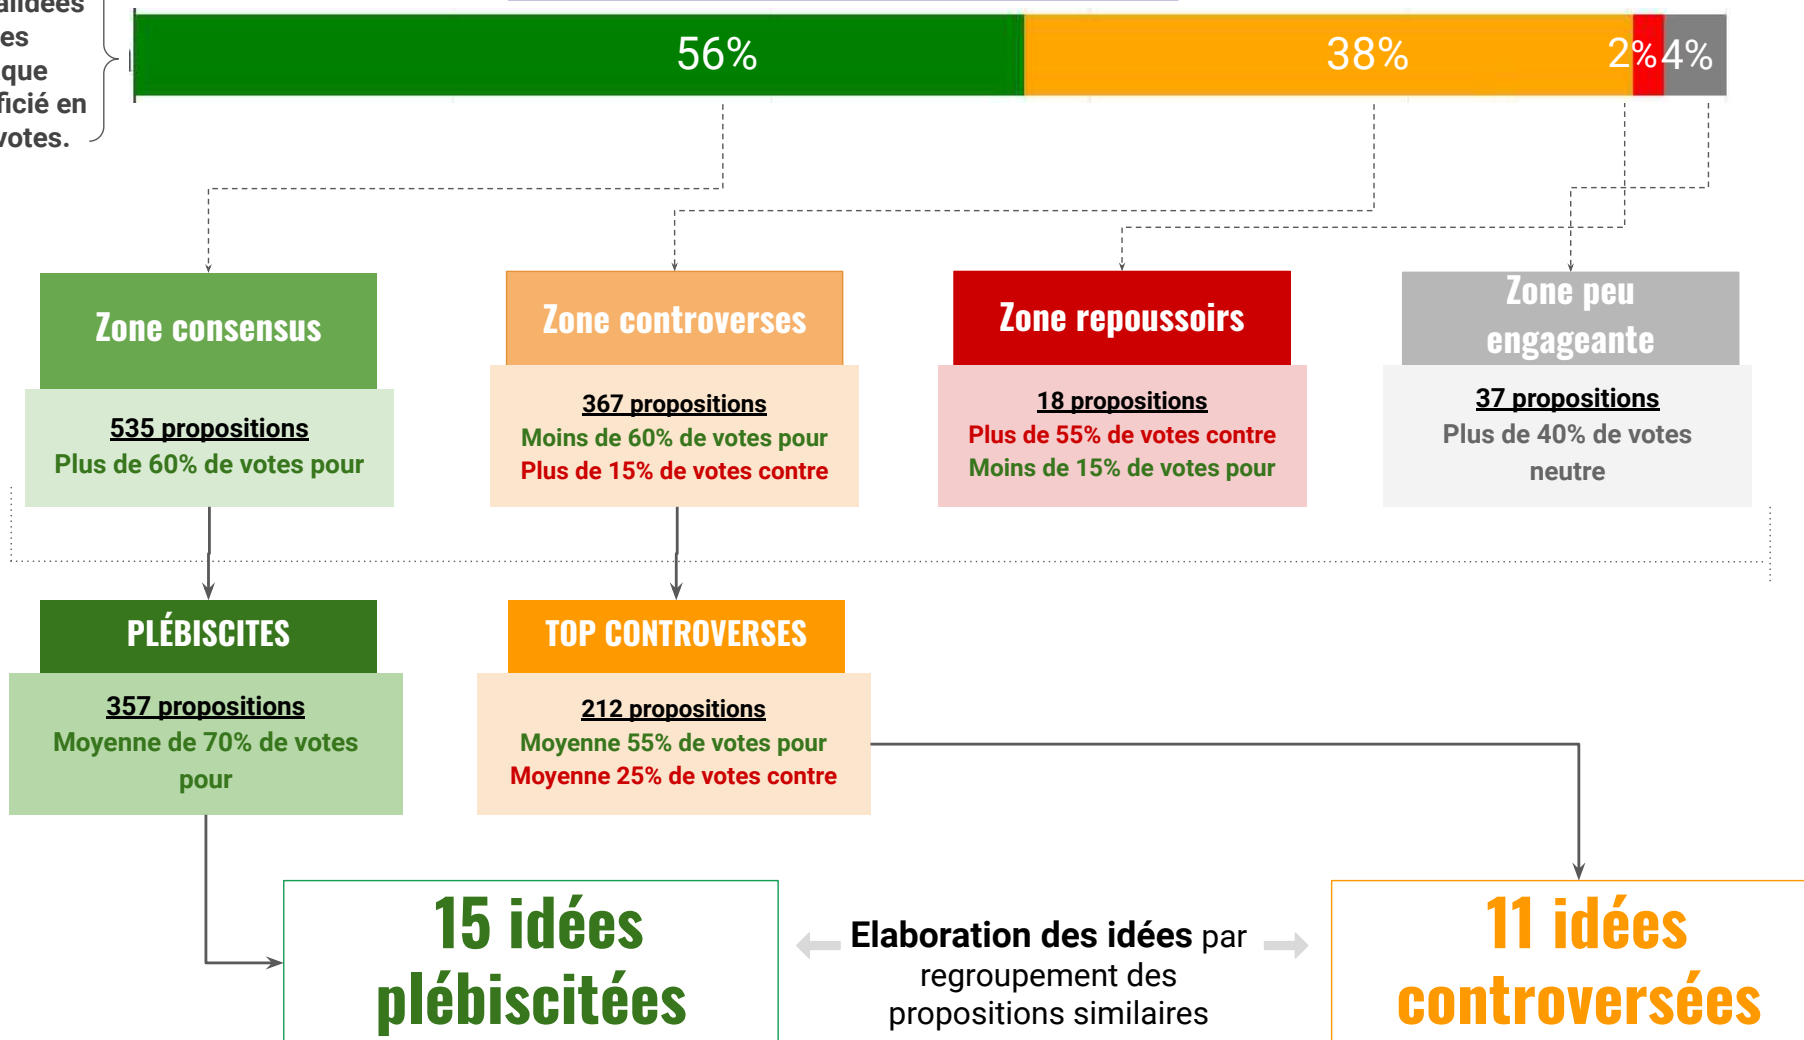 que
votes.
56%
38%
2%
4%
Zone consensus
535 propositions
Plus de 60% de votes pour
Zone controverses
367 propositions
Moins de 60% de votes pour
Plus de 15% de votes contre
Zone repoussoirs
18 propositions
Plus de 55% de votes contre
Moins de 15% de votes pour
Zone peu
engageante
37 propositions
Plus de 40% de votes
neutre
PLÉBISCITES
357 propositions
Moyenne de 70% de votes
pour
TOP CONTROVERSES
212 propositions
Moyenne 55% de votes pour
Moyenne 25% de votes contre
15 idées
plébiscitées
Elaboration des idées par
regroupement des
propositions similaires
11 idées
controversées